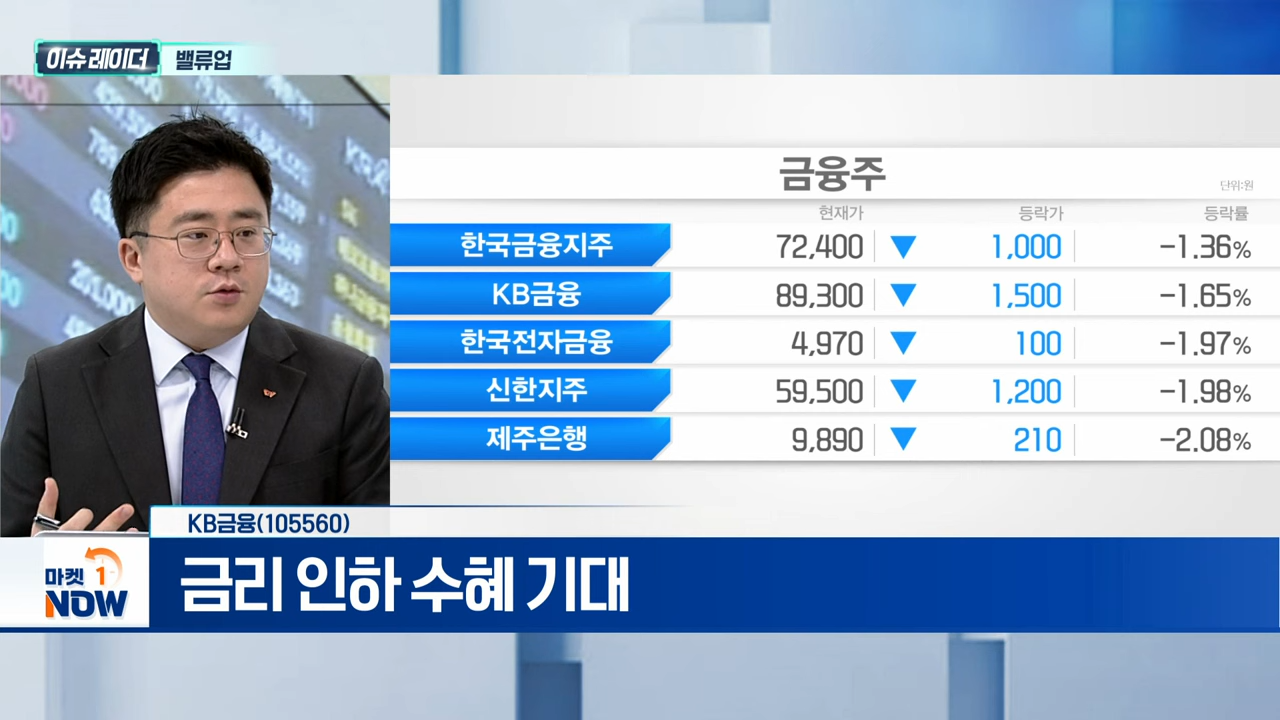 이슈 레이더 밸류업
금융주
단위:원
현재가 등락가 등락률
한국금융지주 72,400 ▼ 1,000 -1.36%
KB금융 89,300 ▼ 1,500 -1.65%
한국전자금융 4,970 ▼ 100 -1.97%
신한지주 59,500 ▼ 1,200 -1.98%
제주은행 9,890 ▼ 210 -2.08%
KB금융(105560)
마켓 1
NOW
금리 인하 수혜 기대